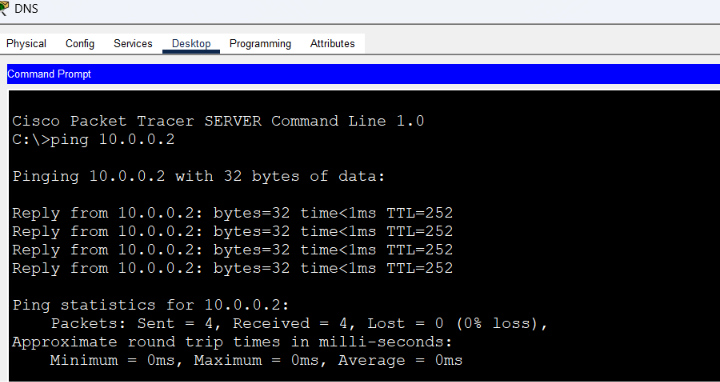 DNS
Physical Config Services Desktop Programming Attributes
Command Prompt
Cisco Packet Tracer SERVER Command Line 1.0
C:\>ping 10.0.0.2
Pinging 10.0.0.2 with 32 bytes of data:
Reply from 10.0.0.2: bytes=32 time<1ms TTL=252
Reply from 10.0.0.2: bytes=32 time<1ms TTL=252
Reply from 10.0.0.2: bytes=32 time<1ms TTL=252
Reply from 10.0.0.2: bytes=32 time<1ms TTL=252
Ping statistics for 10.0.0.2:
Packets: Sent = 4, Received = 4, Lost = 0 (0% loss),
Approximate round trip times in milli-seconds:
Minimum = 0ms, Maximum = 0ms, Average = 0ms